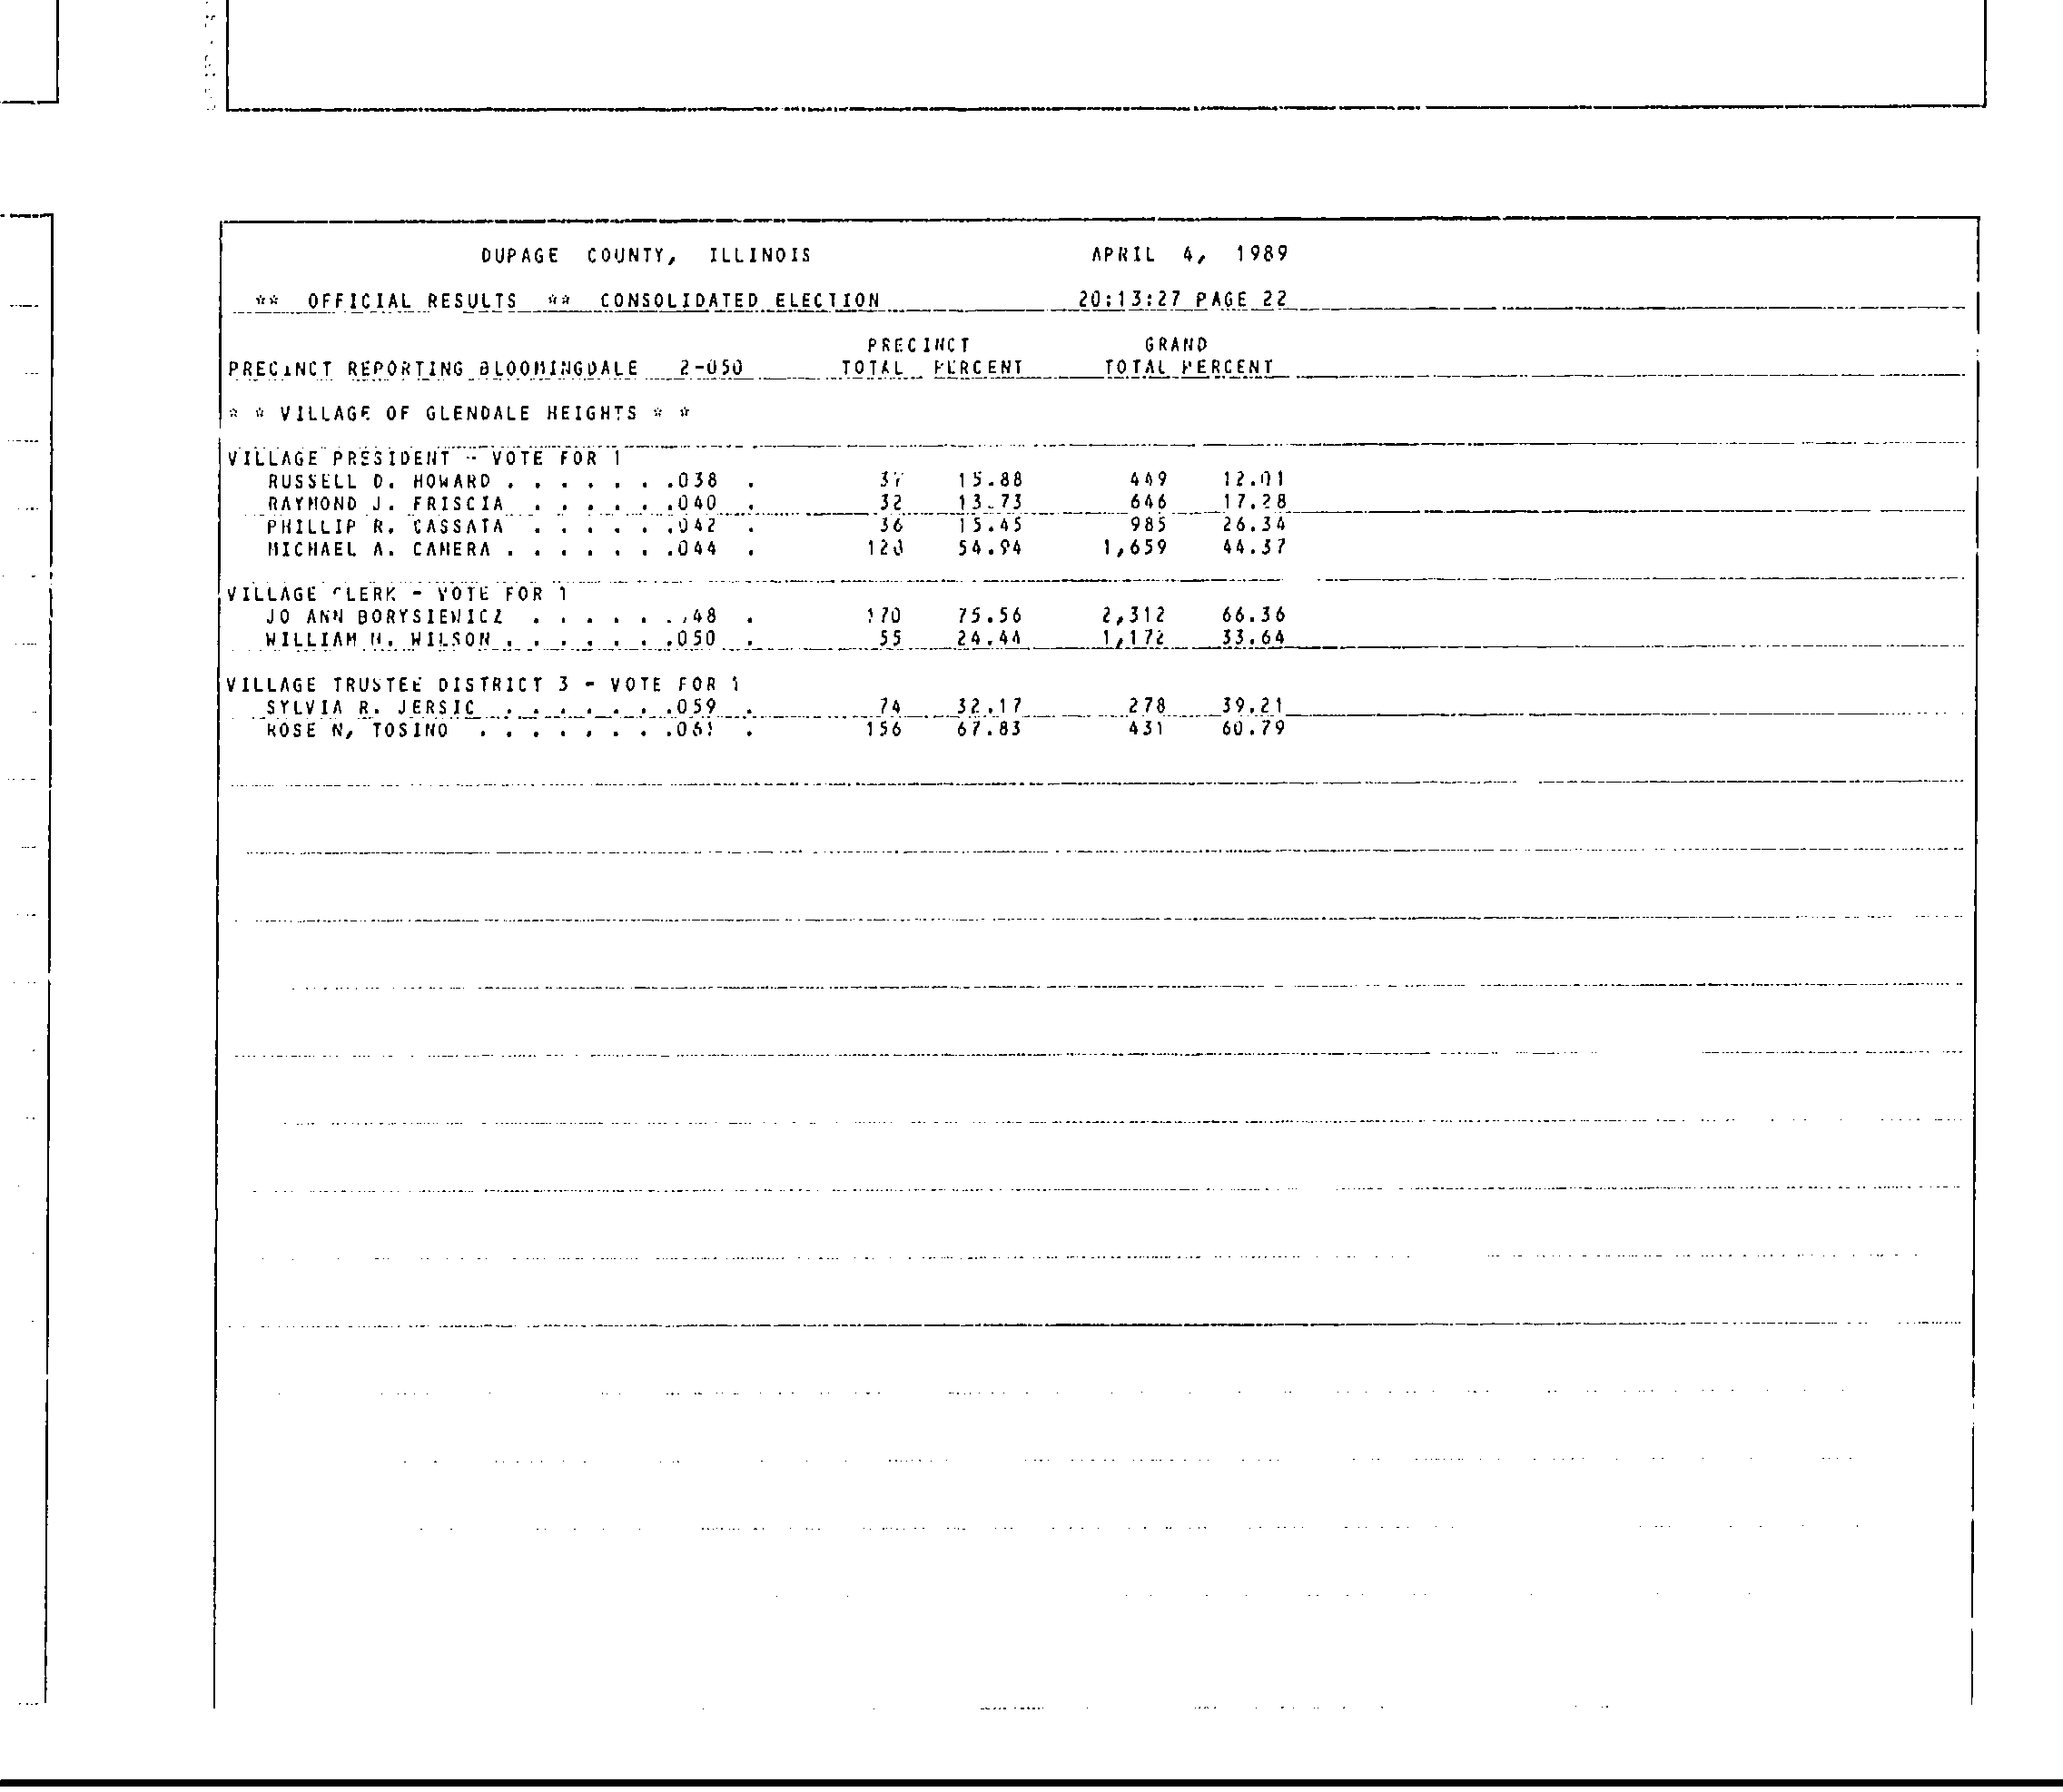 DUPAGE COUNTY, ILLINOIS APRIL 4, 1989
** OFFICIAL RESULTS ** CONSOLIDATED ELECTION 20:13:27 PAGE 22
PRECINCT GRAND
PRECINCT REPORTING BLOOMINGDALE 2-050 TOTAL PERCENT TOTAL PERCENT
* * VILLAGE OF GLENDALE HEIGHTS * *
VILLAGE PRESIDENT - VOTE FOR 1
RUSSELL D. HOWARD . . . . . . .038 . 37 15.88 449 12.01
RAYMOND J. FRISCIA . . . . . .040 . 32 13.73 646 17.28
PHILLIP R. CASSATA . . . . . .042 . 36 15.45 985 26.34
MICHAEL A. CAMERA . . . . . . .044 . 54.94 1,659 44.37
VILLAGE CLERK - VOTE FOR 1
JO ANN BORYSIEWICZ . . . . . . 48 . 170 75.56 2,312 66.36
WILLIAM H. WILSON . . . . . . .050 . 55 24.44 1,172 33.64
VILLAGE TRUSTEE DISTRICT 3 - VOTE FOR 1
SYLVIA R. JERSIC . . . . . . .059 . 74 32.17 278 39.21
ROSE N. TOSINO . . . . . . . .061 . 156 67.83 431 60.79